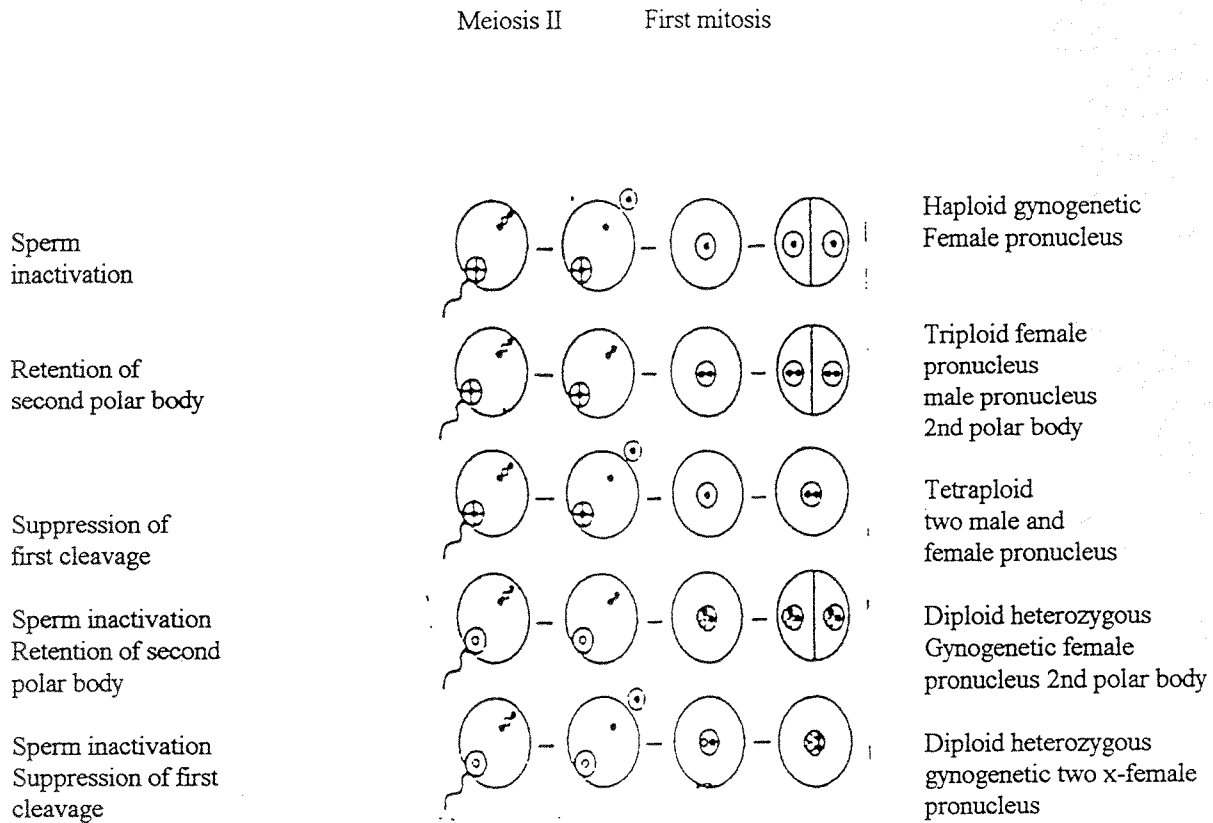 Meiosis II First mitosis
Sperm
inactivation
Haploid gynogenetic
Female pronucleus
Retention of
second polar body
Triploid female
pronucleus
male pronucleus
2nd polar body
Suppression of
first cleavage
Tetraploid
two male and
female pronucleus
Sperm inactivation
Retention of second
polar body
Diploid heterozygous
Gynogenetic female
pronucleus 2nd polar body
Sperm inactivation
Suppression of first
cleavage
Diploid heterozygous
gynogenetic two x-female
pronucleus